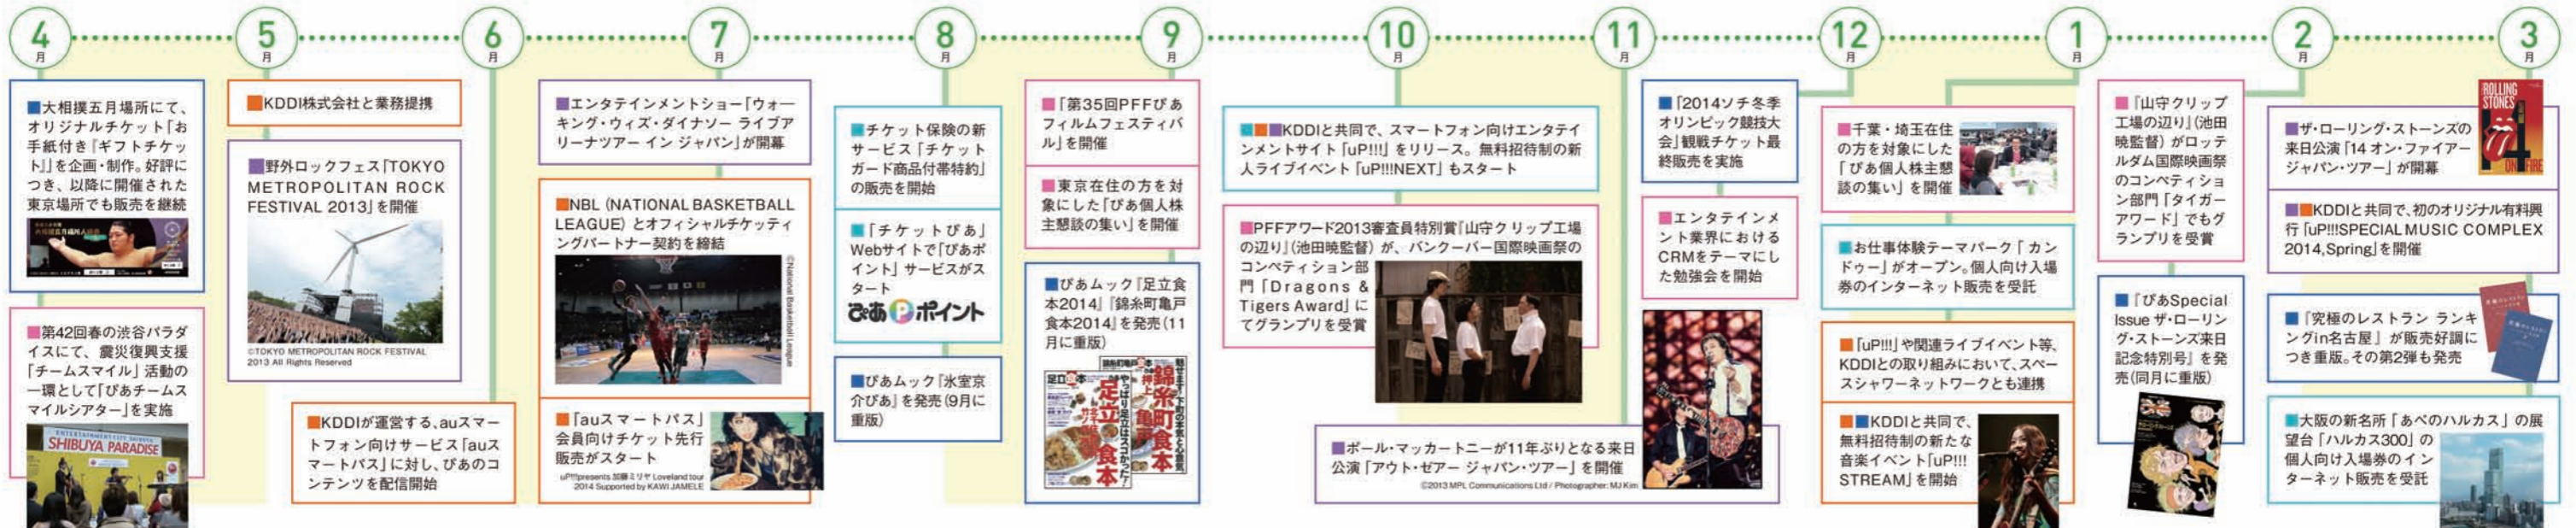 4
月
5
月
6
月
7
月
8
月
9
月
10
月
11
月
12
月
1
月
2
月
3
月
■大相撲五月場所にて、
オリジナルチケット「お
手紙付き『ギフトチケッ
ト』」を企画・制作。好評に
つき、以降に開催された
東京場所でも販売を継続
■第42回春の渋谷パラダ
イスにて、震災復興支援
「チームスマイル」活動の
一環として「ぴあチームス
マイルシアター」を実施
ENTERTAINMENT CITY SHIBUYA
SHIBUYA PARADISE
■KDDI株式会社と業務提携
■野外ロックフェス「TOKYO
METROPOLITAN ROCK
FESTIVAL 2013」を開催
©TOKYO METROPOLITAN ROCK FESTIVAL
2013 All Rights Reserved
■KDDIが運営する、auスマー
トフォン向けサービス「auス
マートパス」に対し、ぴあのコ
ンテンツを配信開始
■エンタテインメントショー「ウォー
キング・ウィズ・ダイナソー ライブア
リーナツアー イン ジャパン」が開幕
■NBL（NATIONAL BASKETBALL
LEAGUE）とオフィシャルチケッティ
ングパートナー契約を締結
©National Basketball League
■「auスマートパス」
会員向けチケット先行
販売がスタート
uP!!!presents 加藤ミリヤ Loveland tour
2014 Supported by KAWI JAMELE
■チケット保険の新
サービス「チケット
ガード商品付帯特約」
の販売を開始
■「チケットぴあ」
Webサイトで「ぴあポ
イント」サービスがス
タート
ぴあPポイント
■ぴあムック『氷室京
介ぴあ』を発売（9月に
重版）
■「第35回PFFぴあ
フィルムフェスティバ
ル」を開催
■東京在住の方を対
象にした「ぴあ個人株
主懇談の集い」を開催
■ぴあムック『足立食
本2014』『錦糸町亀戸
食本2014』を発売（11
月に重版）
足立食本
錦糸町食本
■■■KDDIと共同で、スマートフォン向けエンタテイ
ンメントサイト「uP!!!」をリリース。無料招待制の新
人ライブイベント「uP!!!NEXT」もスタート
■PFFアワード2013審査員特別賞『山守クリップ工場
の辺り』（池田暁監督）が、バンクーバー国際映画祭の
コンペティション部
門「Dragons &
Tigers Award」に
てグランプリを受賞
■ポール・マッカートニーが11年ぶりとなる来日
公演「アウト・ゼアー ジャパン・ツアー」を開催
©2013 MPL Communications Ltd / Photographer: MJ Kim
■「2014ソチ冬季
オリンピック競技大
会」観戦チケット最
終販売を実施
■エンタテインメ
ント業界における
CRMをテーマにし
た勉強会を開始
■千葉・埼玉在住
の方を対象にした
「ぴあ個人株主懇
談の集い」を開催
■お仕事体験テーマパーク「カン
ドゥー」がオープン。個人向け入場
券のインターネット販売を受託
■「uP!!!」や関連ライブイベント等、
KDDIとの取り組みにおいて、スペー
スシャワーネットワークとも連携
■■KDDIと共同で、
無料招待制の新たな
音楽イベント「uP!!!
STREAM」を開始
■『山守クリップ
工場の辺り』（池田
暁監督）がロッテ
ルダム国際映画祭
のコンペティショ
ン部門「タイガー
アワード」でもグ
ランプリを受賞
■『ぴあSpecial
Issue ザ・ローリン
グ・ストーンズ来日
記念特別号』を発
売（同月に重版）
■ザ・ローリング・ストーンズの
来日公演「14 オン・ファイアー
ジャパン・ツアー」が開幕
ROLLING
STONES
14
ON FIRE
■■KDDIと共同で、初のオリジナル有料興
行「uP!!!SPECIAL MUSIC COMPLEX
2014,Spring」を開催
■『究極のレストラン ランキ
ングin名古屋』が販売好調に
つき重版。その第2弾も発売
■大阪の新名所「あべのハルカス」の展
望台「ハルカス300」の
個人向け入場券のイン
ターネット販売を受託